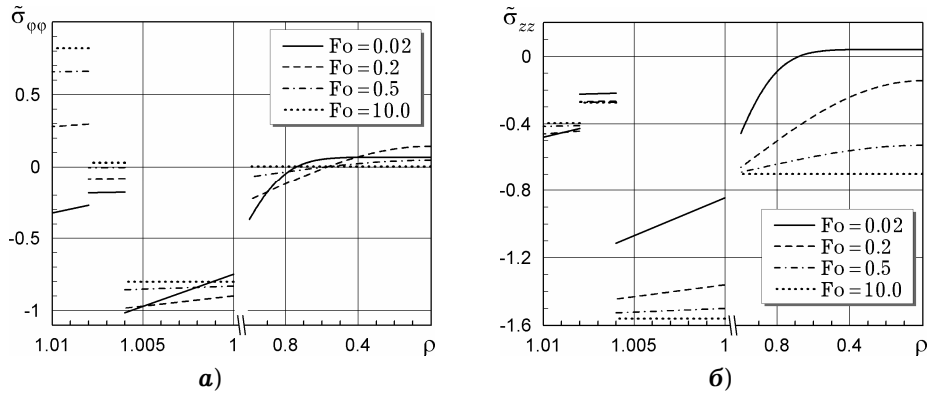 σ̃φφ
Fo = 0.02
Fo = 0.2
Fo = 0.5
Fo = 10.0
0.5
0
-0.5
-1
1.01 1.005 1 0.8 0.4 ρ
а)
σ̃zz
0
-0.4
-0.8
-1.2
-1.6
Fo = 0.02
Fo = 0.2
Fo = 0.5
Fo = 10.0
1.01 1.005 1 0.8 0.4 ρ
б)